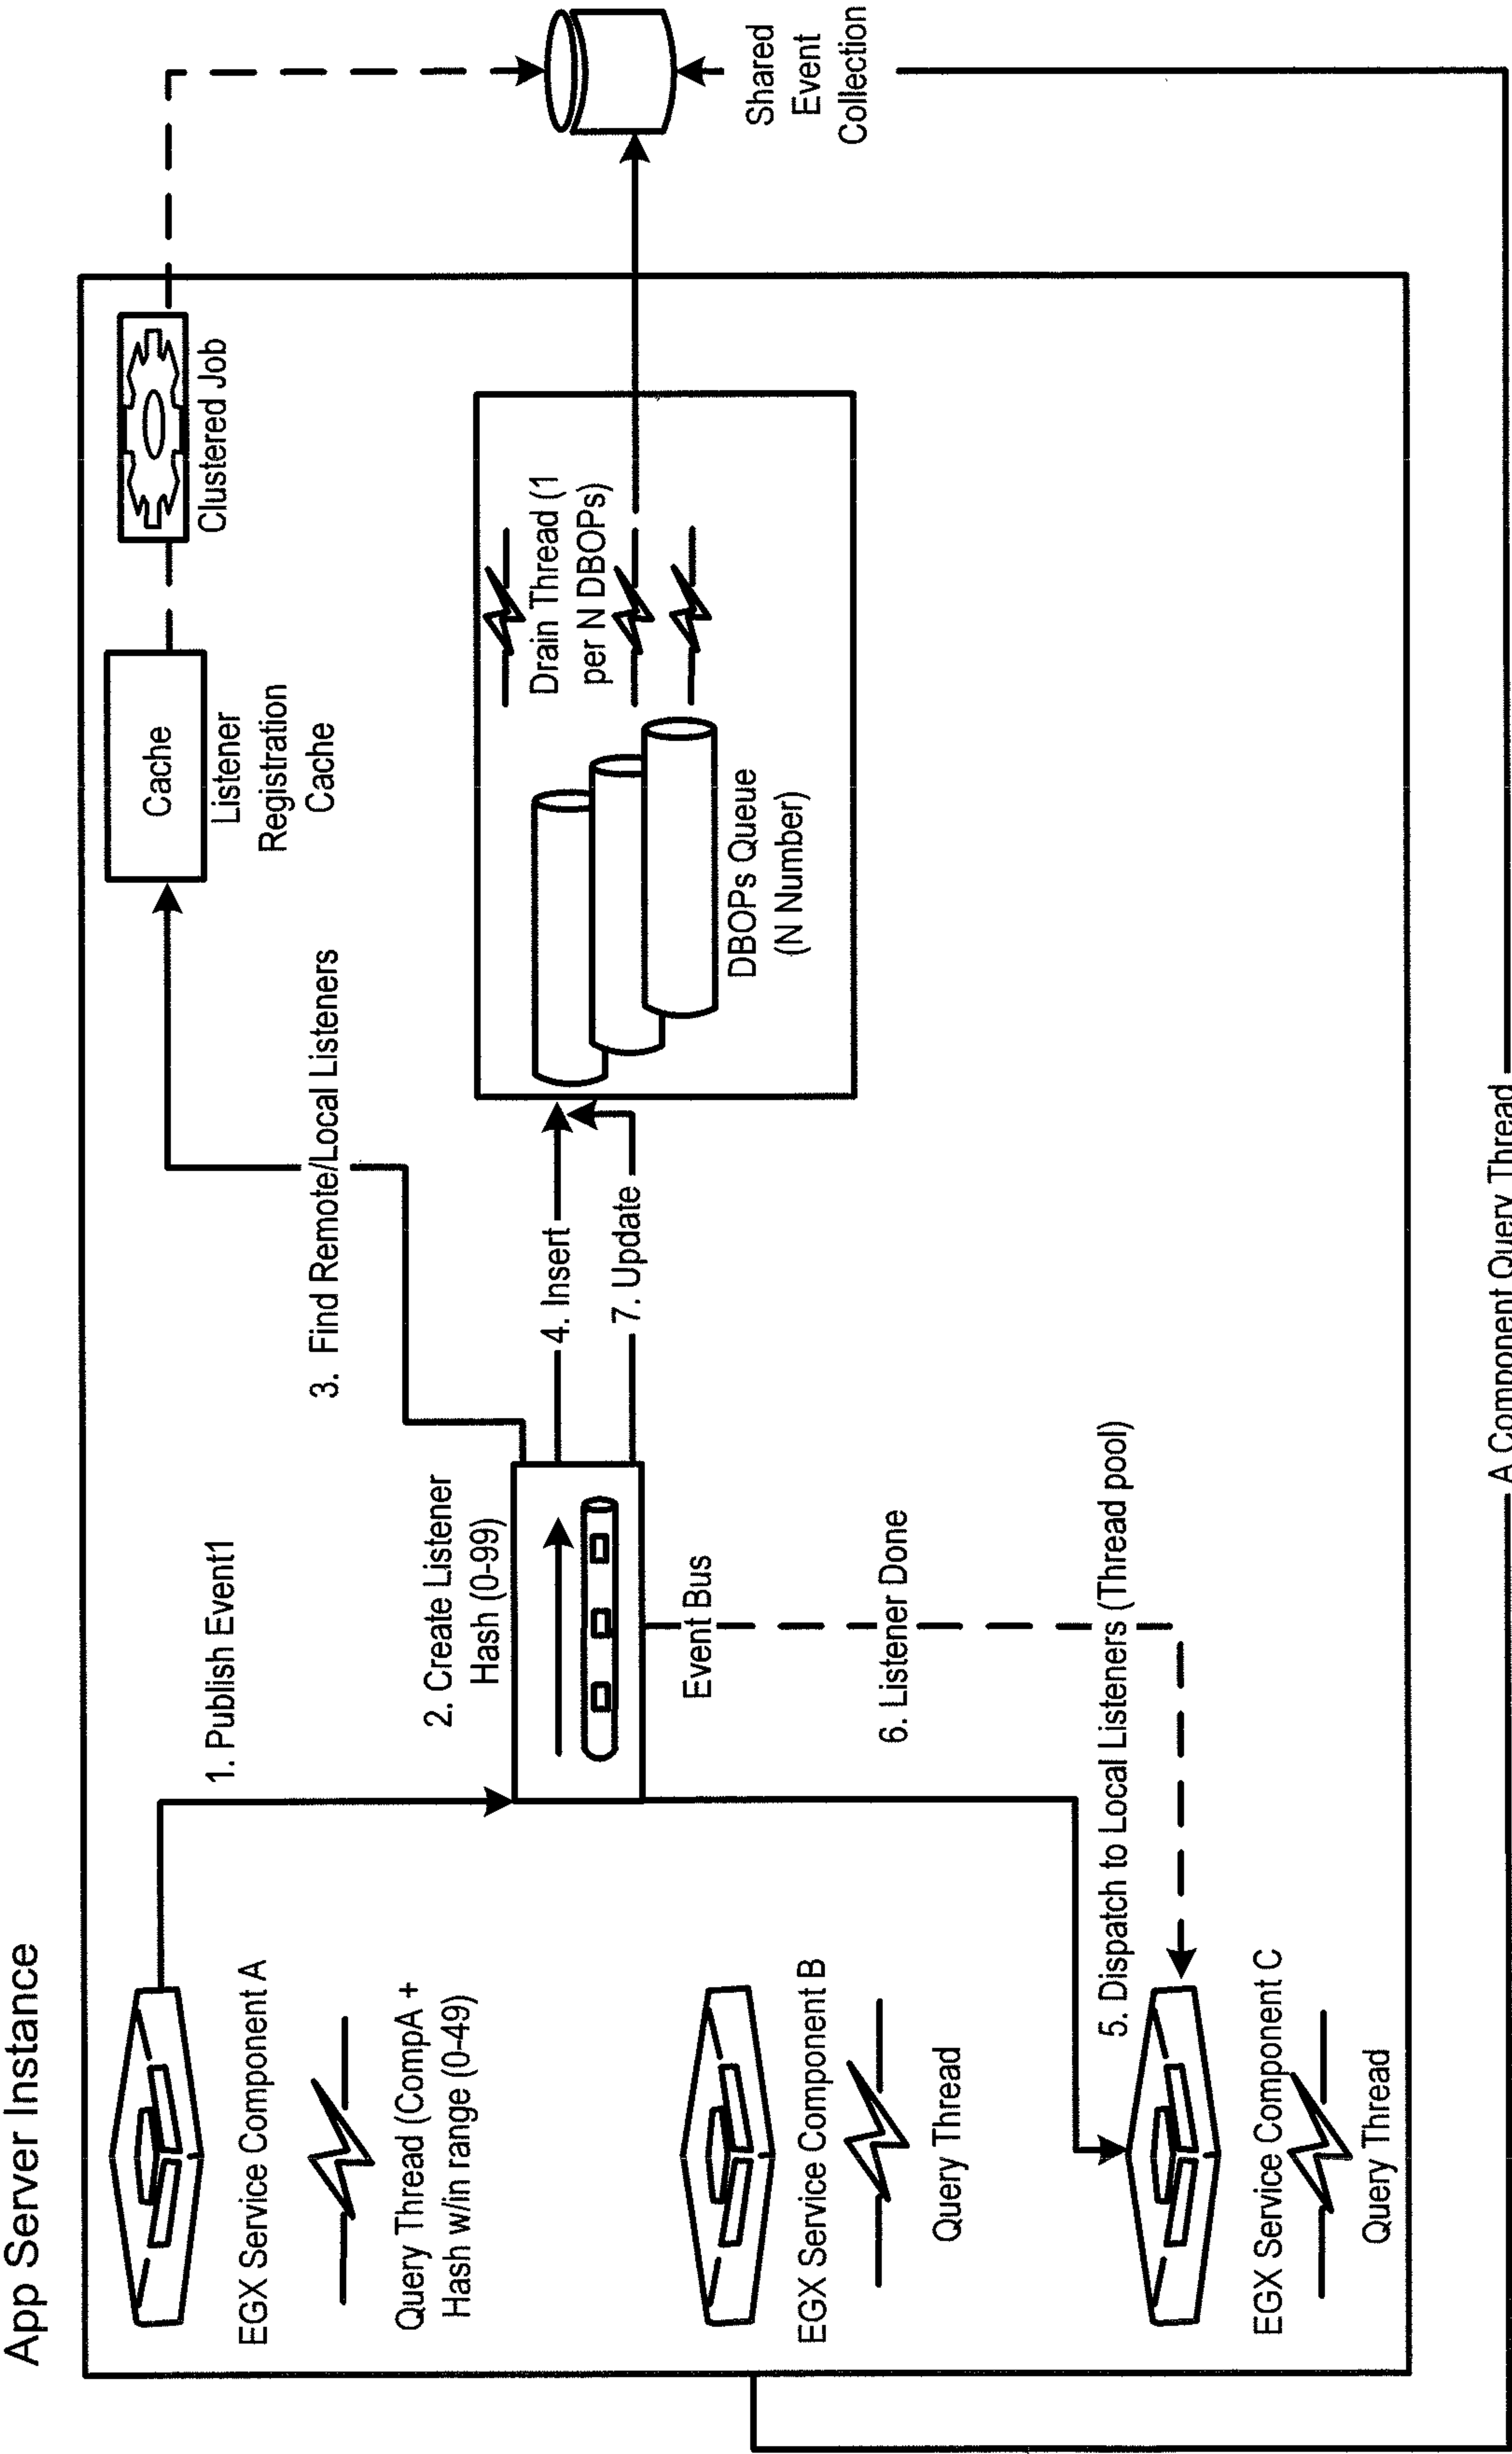 App Server Instance
EGX Service Component A
Query Thread (CompA +
Hash w/in range (0-49)
1. Publish Event1
3. Find Remote/Local Listeners
Cache
Listener
Registration
Cache
Clustered Job
2. Create Listener
Hash (0-99)
Event Bus
4. Insert
7. Update
Drain Thread (1
per N DBOPs)
DBOPs Queue
(N Number)
Shared
Event
Collection
EGX Service Component B
Query Thread
6. Listener Done
5. Dispatch to Local Listeners (Thread pool)
EGX Service Component C
Query Thread
A Component Query Thread